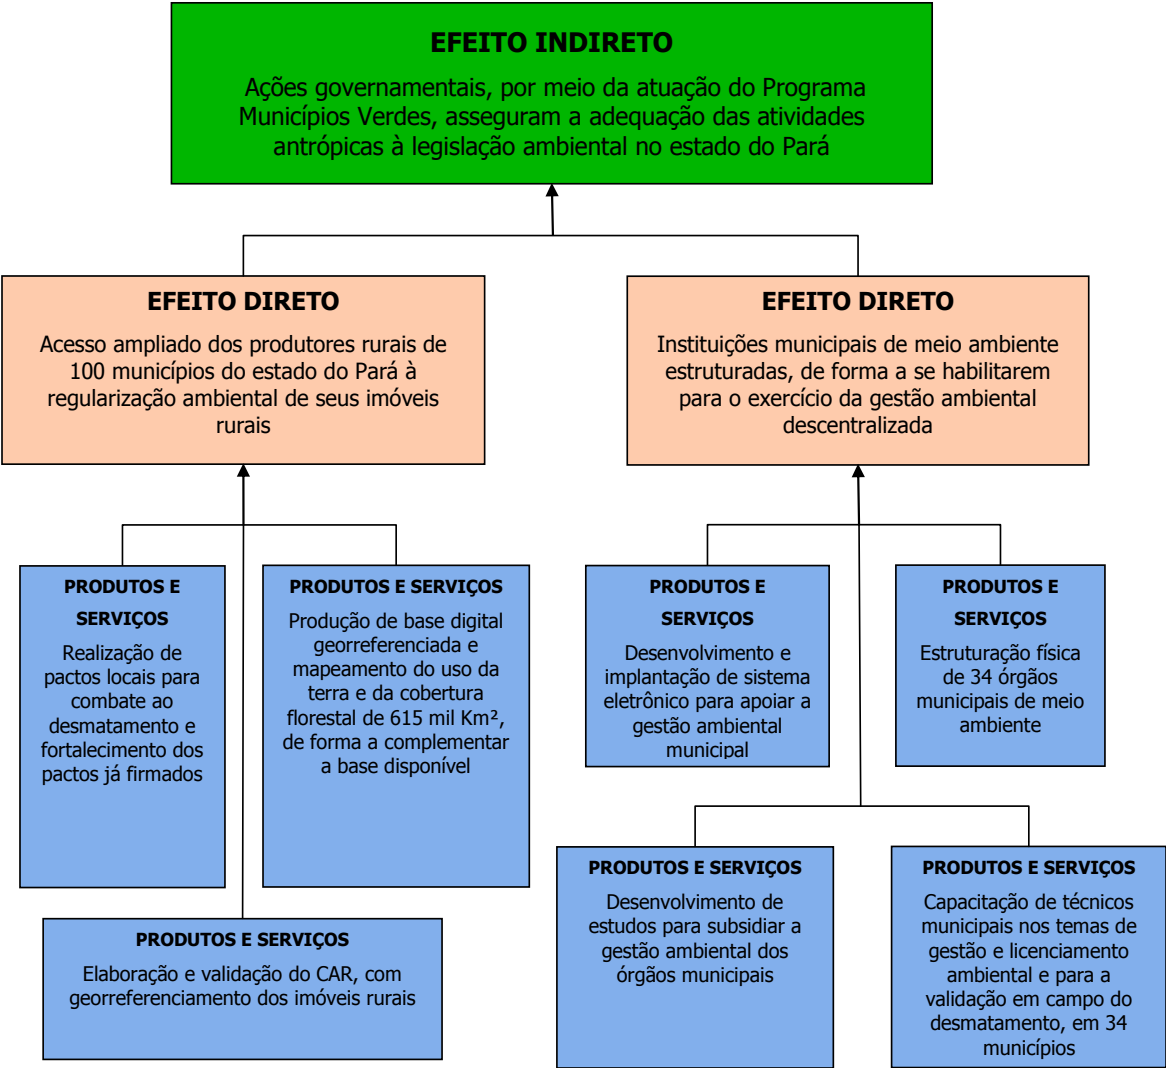 EFEITO INDIRETO
Ações governamentais, por meio da atuação do Programa
Municípios Verdes, asseguram a adequação das atividades
antrópicas à legislação ambiental no estado do Pará
EFEITO DIRETO
Acesso ampliado dos produtores rurais de
100 municípios do estado do Pará à
regularização ambiental de seus imóveis
rurais
EFEITO DIRETO
Instituições municipais de meio ambiente
estruturadas, de forma a se habilitarem
para o exercício da gestão ambiental
descentralizada
PRODUTOS E
SERVIÇOS
Realização de
pactos locais para
combate ao
desmatamento e
fortalecimento dos
pactos já firmados
PRODUTOS E SERVIÇOS
Produção de base digital
georreferenciada e
mapeamento do uso da
terra e da cobertura
florestal de 615 mil Km²,
de forma a complementar
a base disponível
PRODUTOS E
SERVIÇOS
Desenvolvimento e
implantação de sistema
eletrônico para apoiar a
gestão ambiental
municipal
PRODUTOS E
SERVIÇOS
Estruturação física
de 34 órgãos
municipais de meio
ambiente
PRODUTOS E SERVIÇOS
Elaboração e validação do CAR, com
georreferenciamento dos imóveis rurais
PRODUTOS E SERVIÇOS
Desenvolvimento de
estudos para subsidiar a
gestão ambiental dos
órgãos municipais
PRODUTOS E SERVIÇOS
Capacitação de técnicos
municipais nos temas de
gestão e licenciamento
ambiental e para a
validação em campo do
desmatamento, em 34
municípios